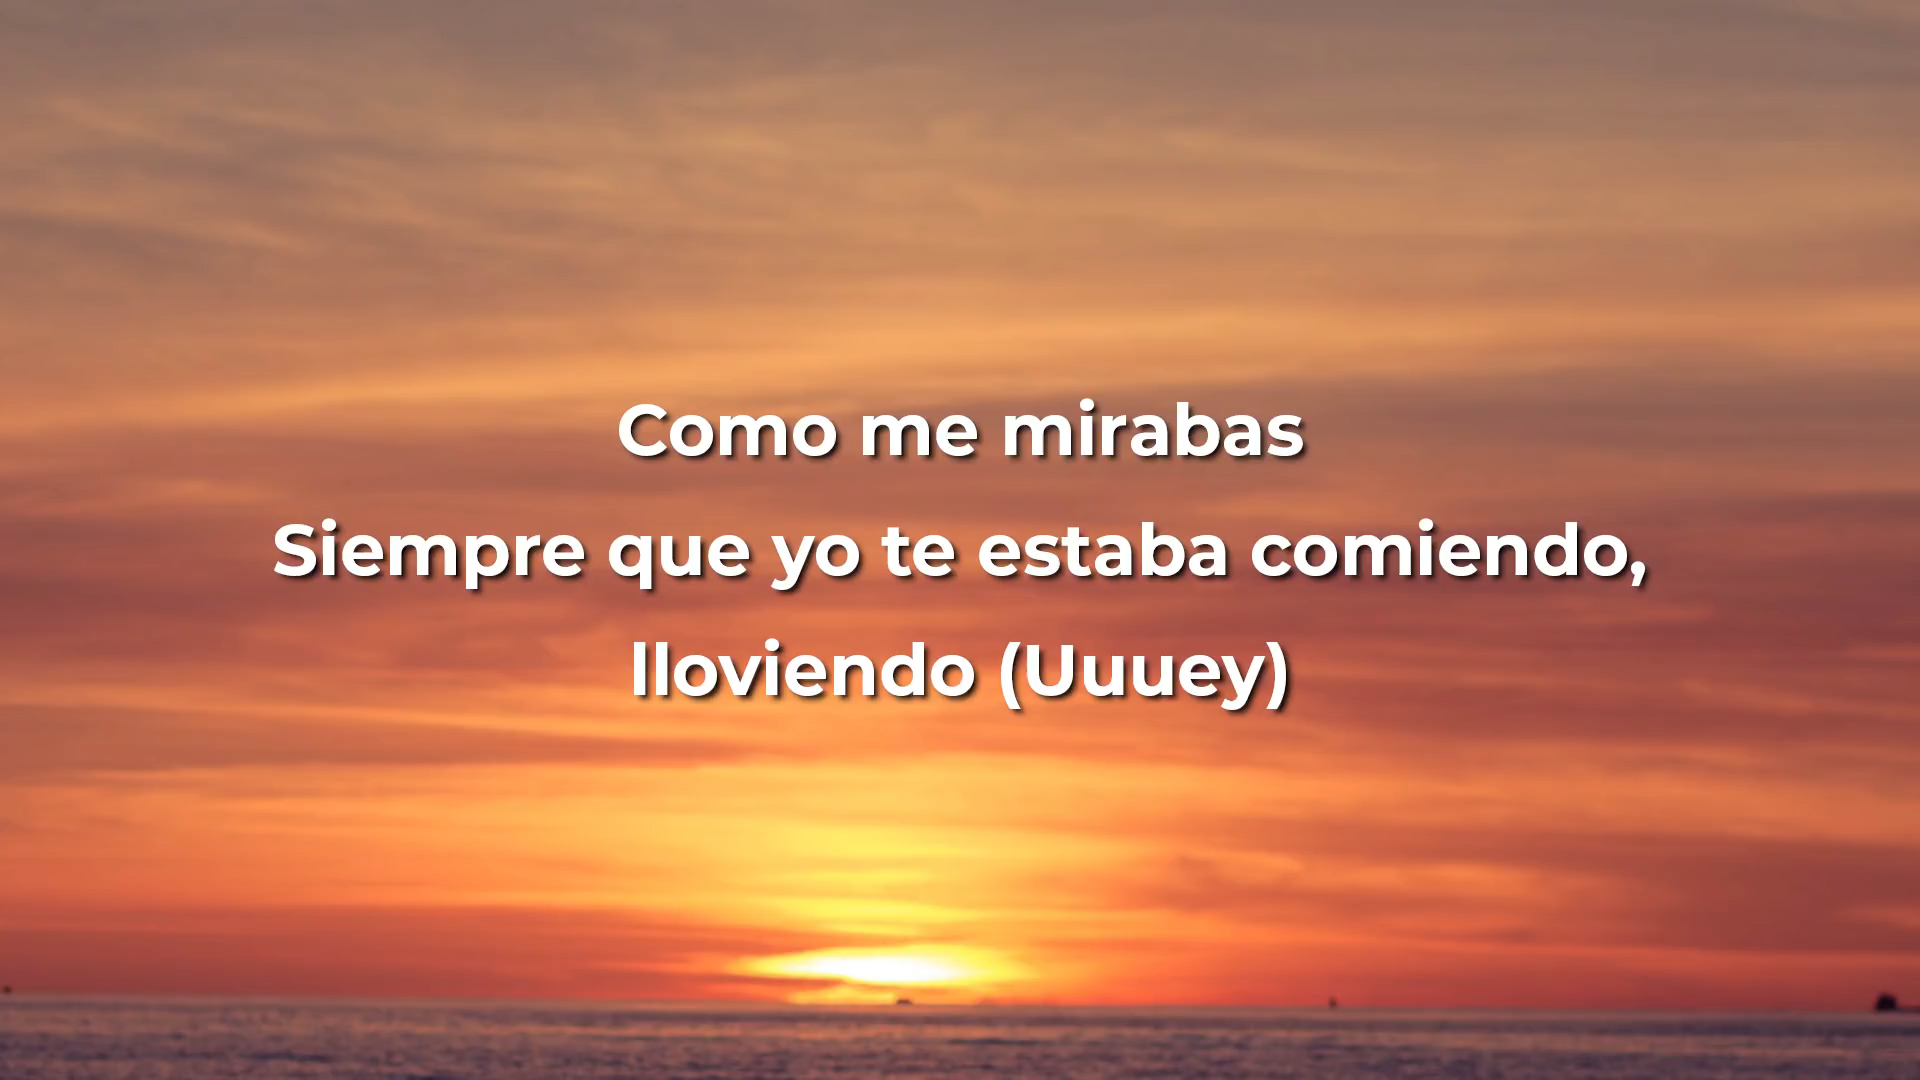 Como me mirabas
Siempre que yo te estaba comiendo,
lloviendo (Uuuey)